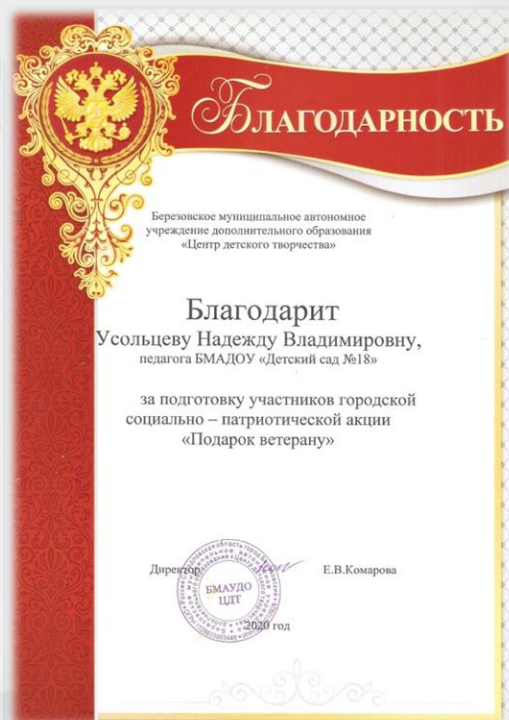 БЛАГОДАРНОСТЬ
Березовское муниципальное автономное
учреждение дополнительного образования
«Центр детского творчества»
Благодарит
Усольцеву Надежду Владимировну,
педагога БМАДОУ «Детский сад №18»
за подготовку участников городской
социально – патриотической акции
«Подарок ветерану»
Директор Е.В.Комарова
БМАУДО
ЦДТ
2020 год